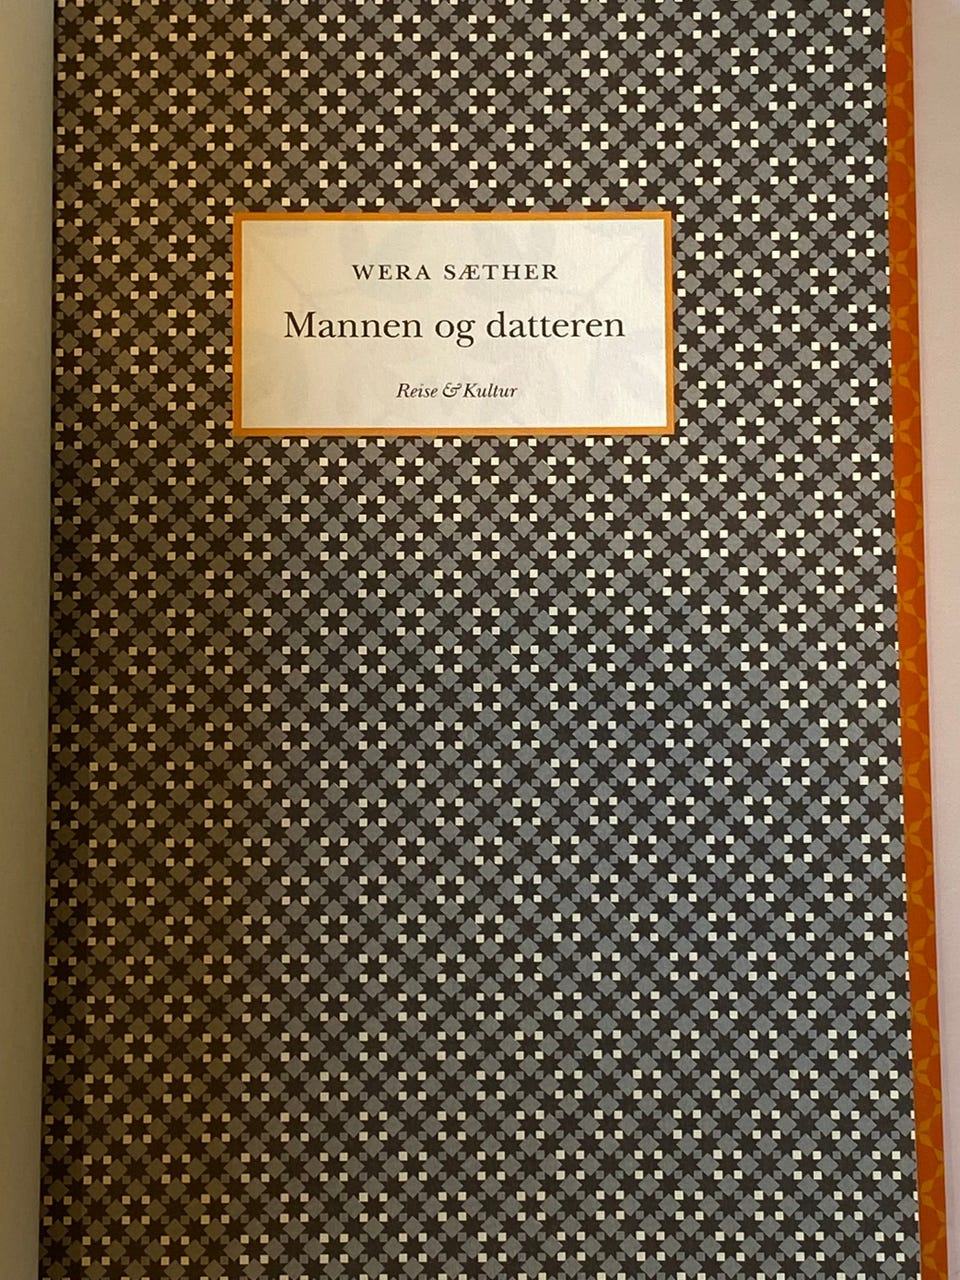 WERA SÆTHER
Mannen og datteren
Reise & Kultur